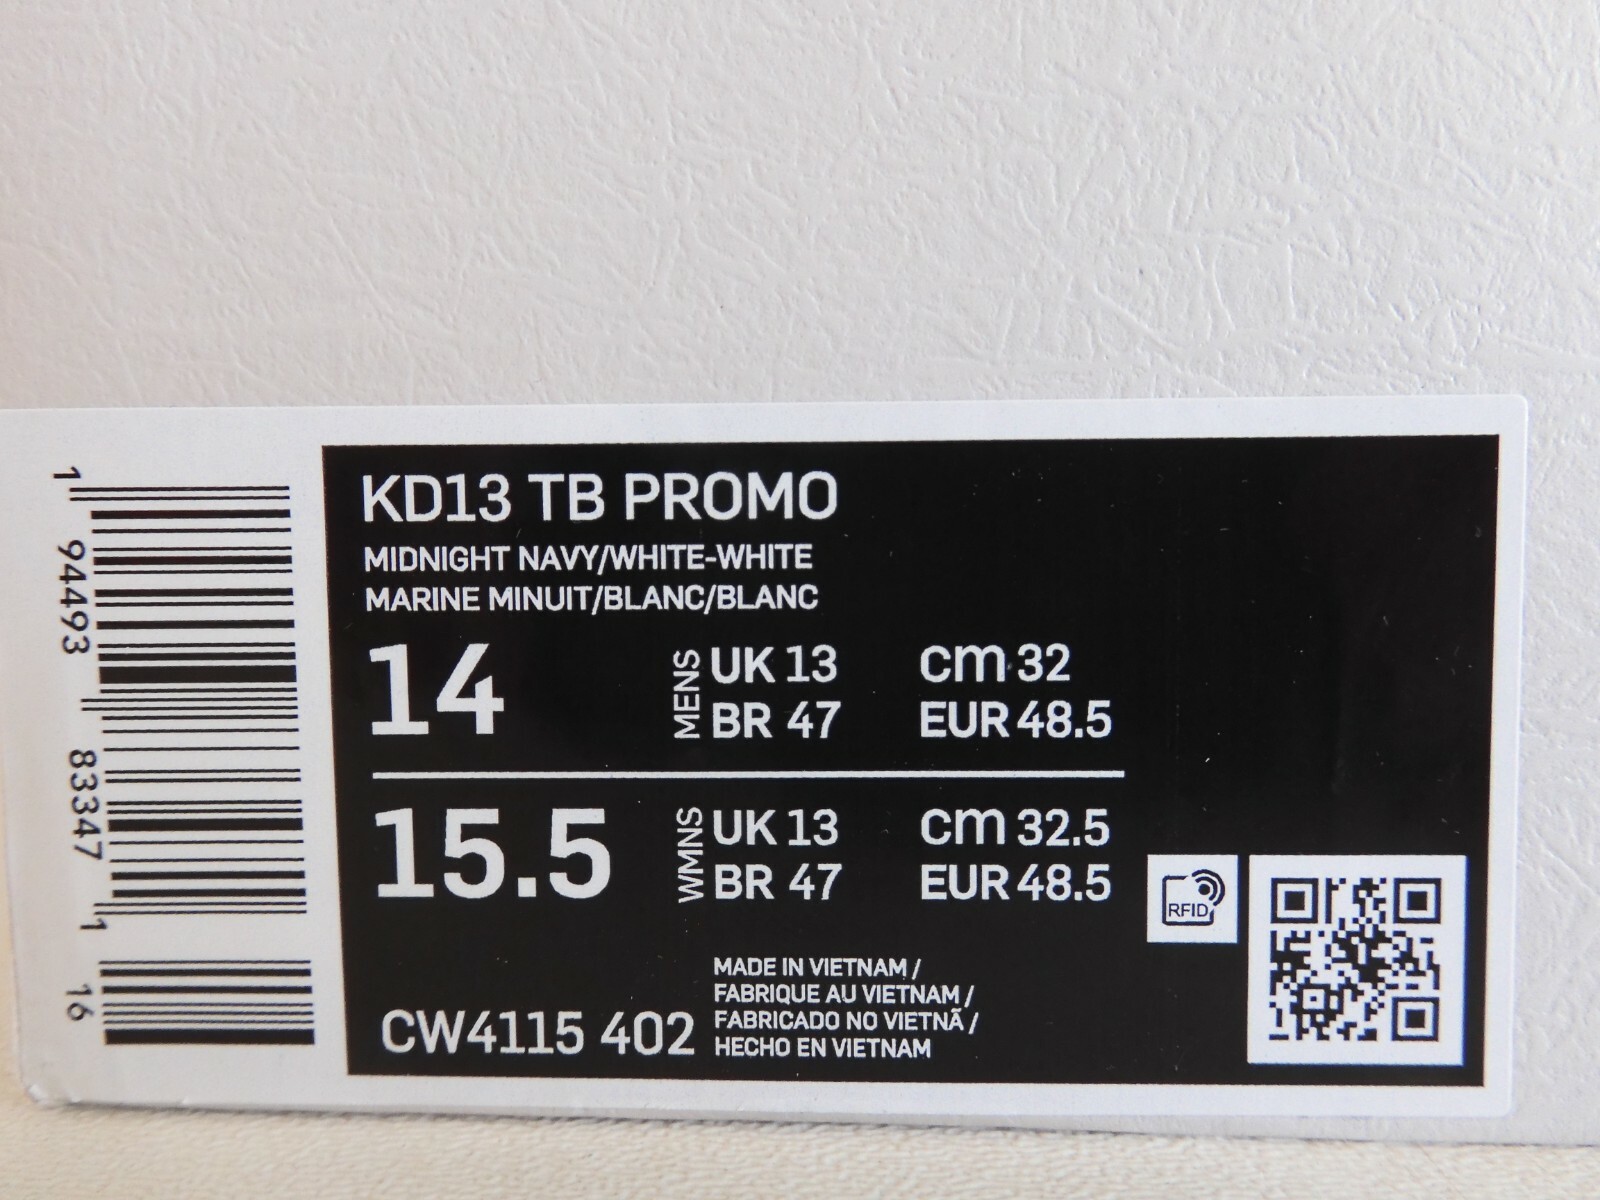 KD13 TB PROMO
MIDNIGHT NAVY/WHITE-WHITE
MARINE MINUIT/BLANC/BLANC
14
MENS
UK 13
cm 32
BR 47
EUR 48.5
15.5
WMNS
UK 13
cm 32.5
BR 47
EUR 48.5
RFID
CW4115 402
MADE IN VIETNAM /
FABRIQUE AU VIETNAM /
FABRICADO NO VIETNÃ /
HECHO EN VIETNAM
1 94493 83347 1 16